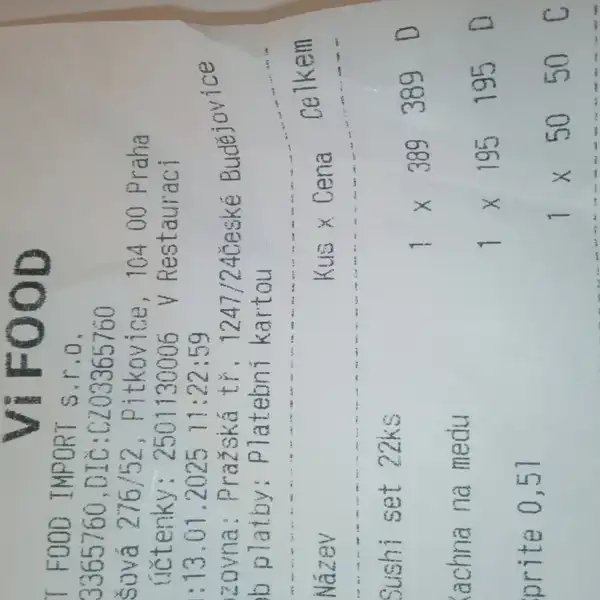 Vi FOOD
T FOOD IMPORT s.r.o.
3365760,DIČ:CZ03365760
šová 276/52, Pitkovice, 104 00 Praha
účtenky: 2501130006 V Restauraci
:13.01.2025 11:22:59
zovna: Pražská tř. 1247/24České Budějovice
b platby: Platební kartou
Název Kus x Cena Celkem
Sushi set 22ks
1 x 389 389 D
Kachna na medu
1 x 195 195 D
prite 0,5l
1 x 50 50 C